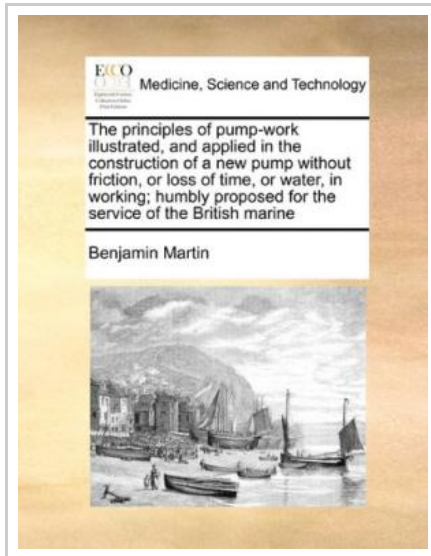 ECCO
Medicine, Science and Technology
The principles of pump-work
illustrated, and applied in the
construction of a new pump without
friction, or loss of time, or water, in
working; humbly proposed for the
service of the British marine
Benjamin Martin